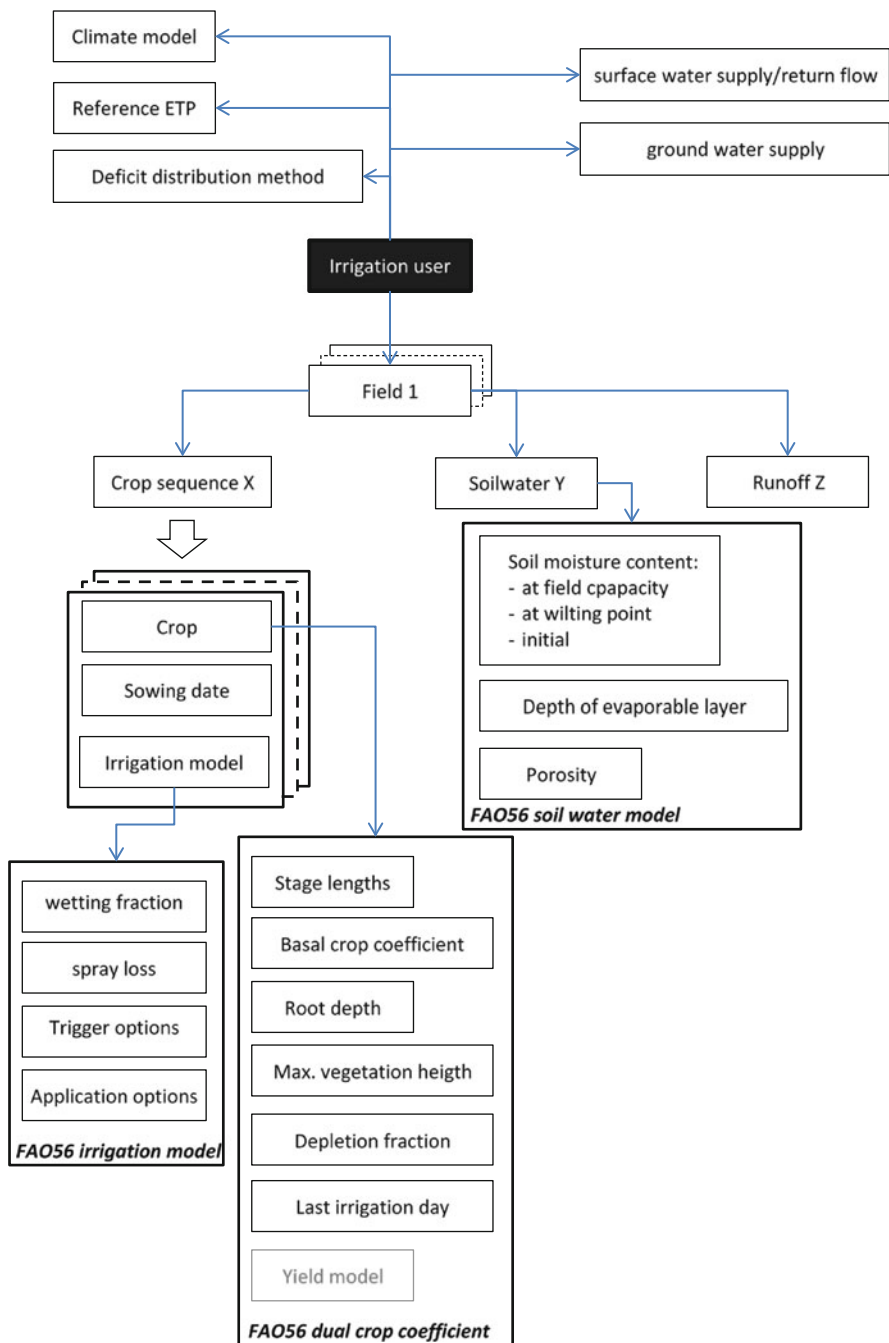 Climate model
surface water supply/return flow
Reference ETP
ground water supply
Deficit distribution method
Irrigation user
Field 1
Crop sequence X
Soilwater Y
Runoff Z
Soil moisture content:
- at field cpapacity
- at wilting point
- initial
Depth of evaporable layer
Porosity
FAO56 soil water model
Crop
Sowing date
Irrigation model
wetting fraction
spray loss
Trigger options
Application options
FAO56 irrigation model
Stage lengths
Basal crop coefficient
Root depth
Max. vegetation heigth
Depletion fraction
Last irrigation day
Yield model
FAO56 dual crop coefficient